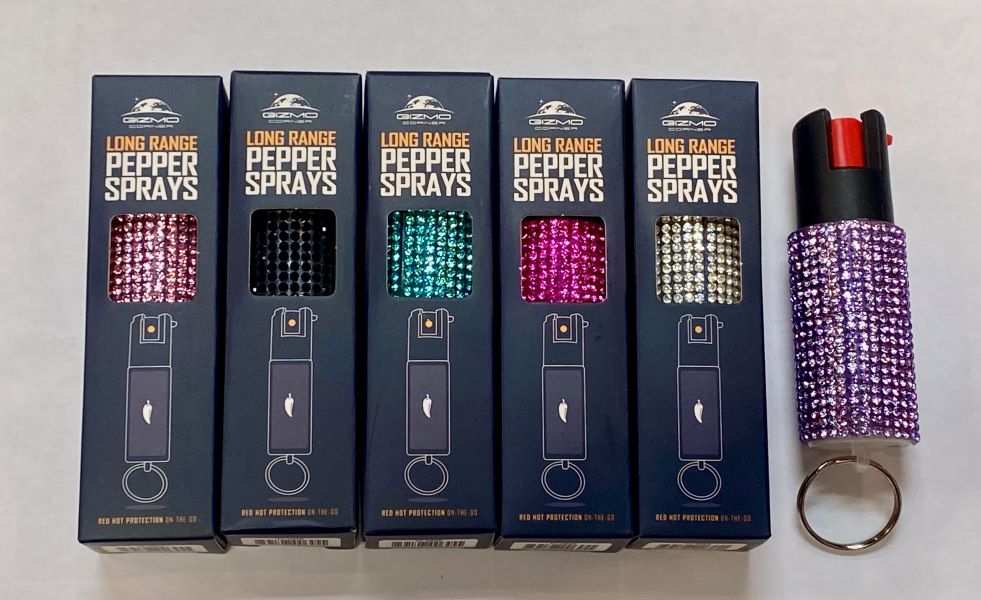 GIZMO
CORNER
LONG RANGE
PEPPER
SPRAYS
RED HOT PROTECTION ON-THE-GO
GIZMO
CORNER
LONG RANGE
PEPPER
SPRAYS
RED HOT PROTECTION ON-THE-GO
GIZMO
CORNER
LONG RANGE
PEPPER
SPRAYS
RED HOT PROTECTION ON-THE-GO
GIZMO
CORNER
LONG RANGE
PEPPER
SPRAYS
RED HOT PROTECTION ON-THE-GO
GIZMO
CORNER
LONG RANGE
PEPPER
SPRAYS
RED HOT PROTECTION ON-THE-GO